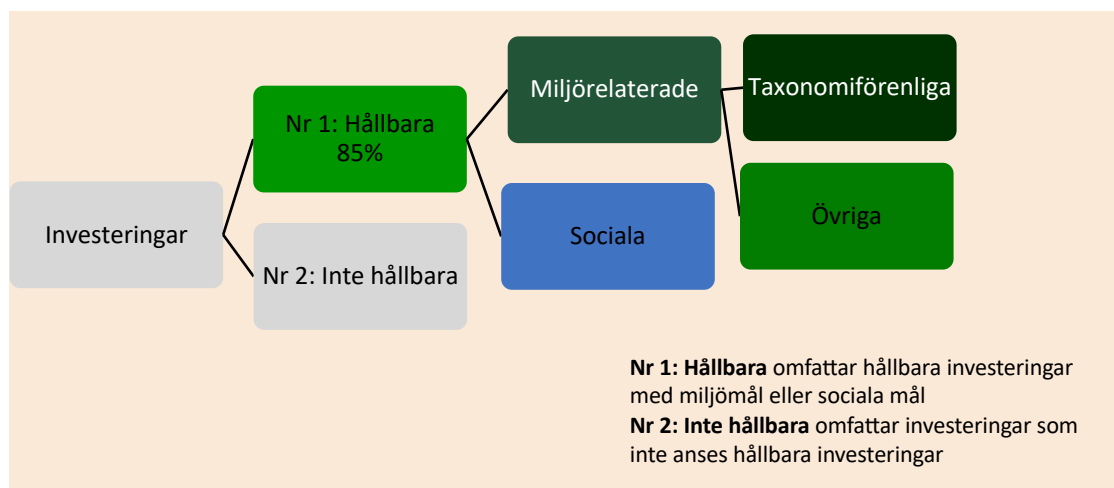 Investeringar
Nr 1: Hållbara
85%
Nr 2: Inte hållbara
Miljörelaterade
Sociala
Taxonomiförenliga
Övriga
Nr 1: Hållbara omfattar hållbara investeringar
med miljömål eller sociala mål
Nr 2: Inte hållbara omfattar investeringar som
inte anses hållbara investeringar